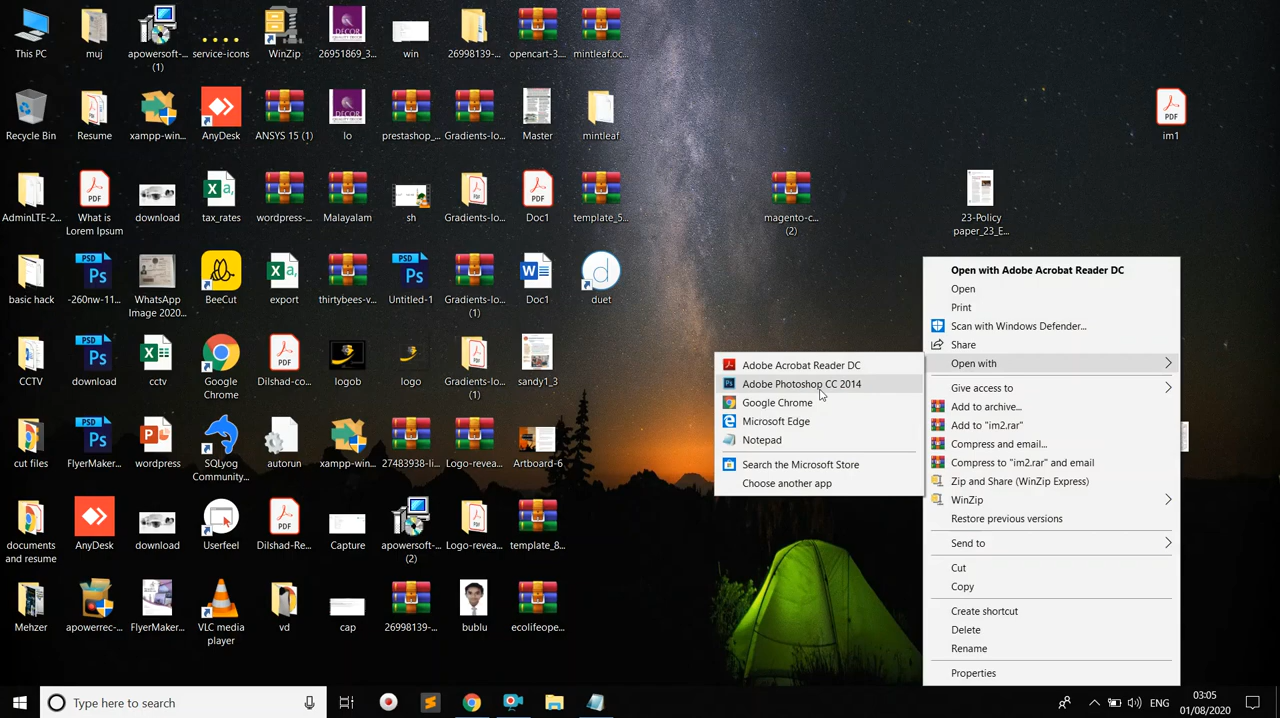 This PC
muj
apowersoft-...
(1)
service-icons
WinZip
26951869_3...
win
26998139-...
opencart-3....
mintleaf.oc...
Recycle Bin
Resume
xampp-win...
AnyDesk
ANSYS 15 (1)
lo
prestashop_...
Gradients-lo...
Master
mintleaf
PDF
im1
AdminLTE-2...
What is
Lorem Ipsum
download
tax_rates
wordpress-...
Malayalam
sh
Gradients-lo...
Doc1
template_5...
magento-c...
(2)
23-Policy
paper_23_E...
basic hack
-260nw-11...
WhatsApp
Image 2020...
BeeCut
export
thirtybees-v...
Untitled-1
Gradients-lo...
(1)
Doc1
duet
CCTV
download
cctv
Google
Chrome
Dilshad-co...
logob
logo
Gradients-lo...
(1)
sandy1_3
cut files
FlyerMaker...
wordpress
SQLyog
Community...
autorun
xampp-win...
27483938-li...
Logo-revea...
Artboard-6
documents
and resume
AnyDesk
download
Userfeel
Dilshad-Re...
Capture
apowersoft-...
(2)
Logo-revea...
template_8...
Mehzer
apowerrec-...
FlyerMaker...
VLC media
player
vd
cap
26998139-...
bublu
ecolifeope...
Open with Adobe Acrobat Reader DC
Open
Print
Scan with Windows Defender...
Share
Open with
Give access to
Add to archive...
Add to "im2.rar"
Compress and email...
Compress to "im2.rar" and email
Zip and Share (WinZip Express)
WinZip
Restore previous versions
Send to
Cut
Copy
Create shortcut
Delete
Rename
Properties
Adobe Acrobat Reader DC
Adobe Photoshop CC 2014
Google Chrome
Microsoft Edge
Notepad
Search the Microsoft Store
Choose another app
Type here to search
ENG
03:05
01/08/2020